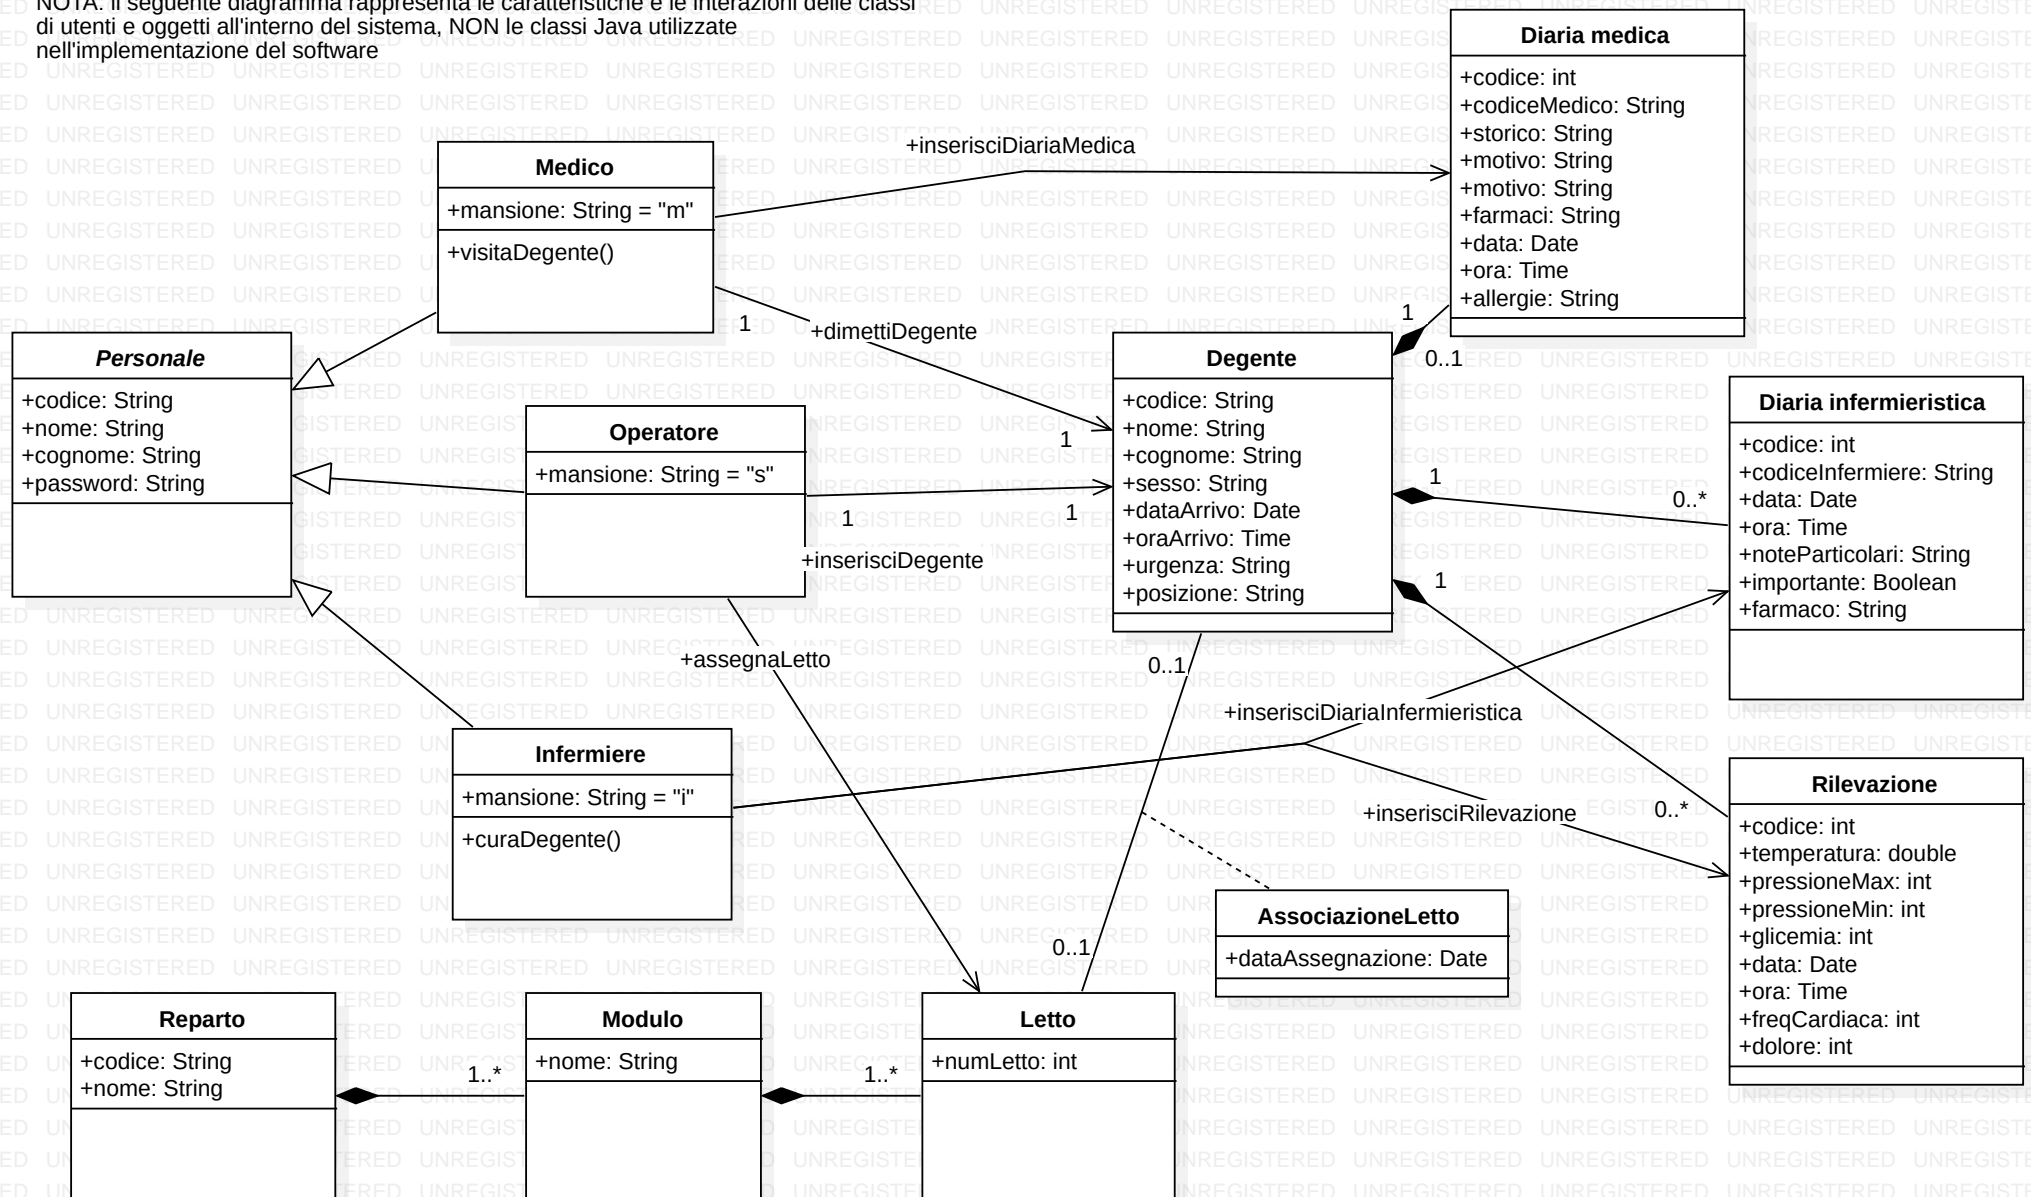 NOTA: il seguente diagramma rappresenta le caratteristiche e le interazioni delle classi
di utenti e oggetti all'interno del sistema, NON le classi Java utilizzate
nell'implementazione del software
Diaria medica
+codice: int
+codiceMedico: String
+storico: String
+motivo: String
+motivo: String
+farmaci: String
+data: Date
+ora: Time
+allergie: String
Medico
+mansione: String = "m"
+visitaDegente()
+inserisciDiariaMedica
1
+dimettiDegente
1
1
0..1
Personale
+codice: String
+nome: String
+cognome: String
+password: String
Operatore
+mansione: String = "s"
1
1
+inserisciDegente
Degente
+codice: String
+nome: String
+cognome: String
+sesso: String
+dataArrivo: Date
+oraArrivo: Time
+urgenza: String
+posizione: String
1
0..*
1
0..*
Diaria infermieristica
+codice: int
+codiceInfermiere: String
+data: Date
+ora: Time
+noteParticolari: String
+importante: Boolean
+farmaco: String
+assegnaLetto
0..1
+inserisciDiariaInfermieristica
+inserisciRilevazione
Infermiere
+mansione: String = "i"
+curaDegente()
Rilevazione
+codice: int
+temperatura: double
+pressioneMax: int
+pressioneMin: int
+glicemia: int
+data: Date
+ora: Time
+freqCardiaca: int
+dolore: int
AssociazioneLetto
+dataAssegnazione: Date
0..1
Reparto
+codice: String
+nome: String
1..*
Modulo
+nome: String
1..*
Letto
+numLetto: int
UNREGISTERED